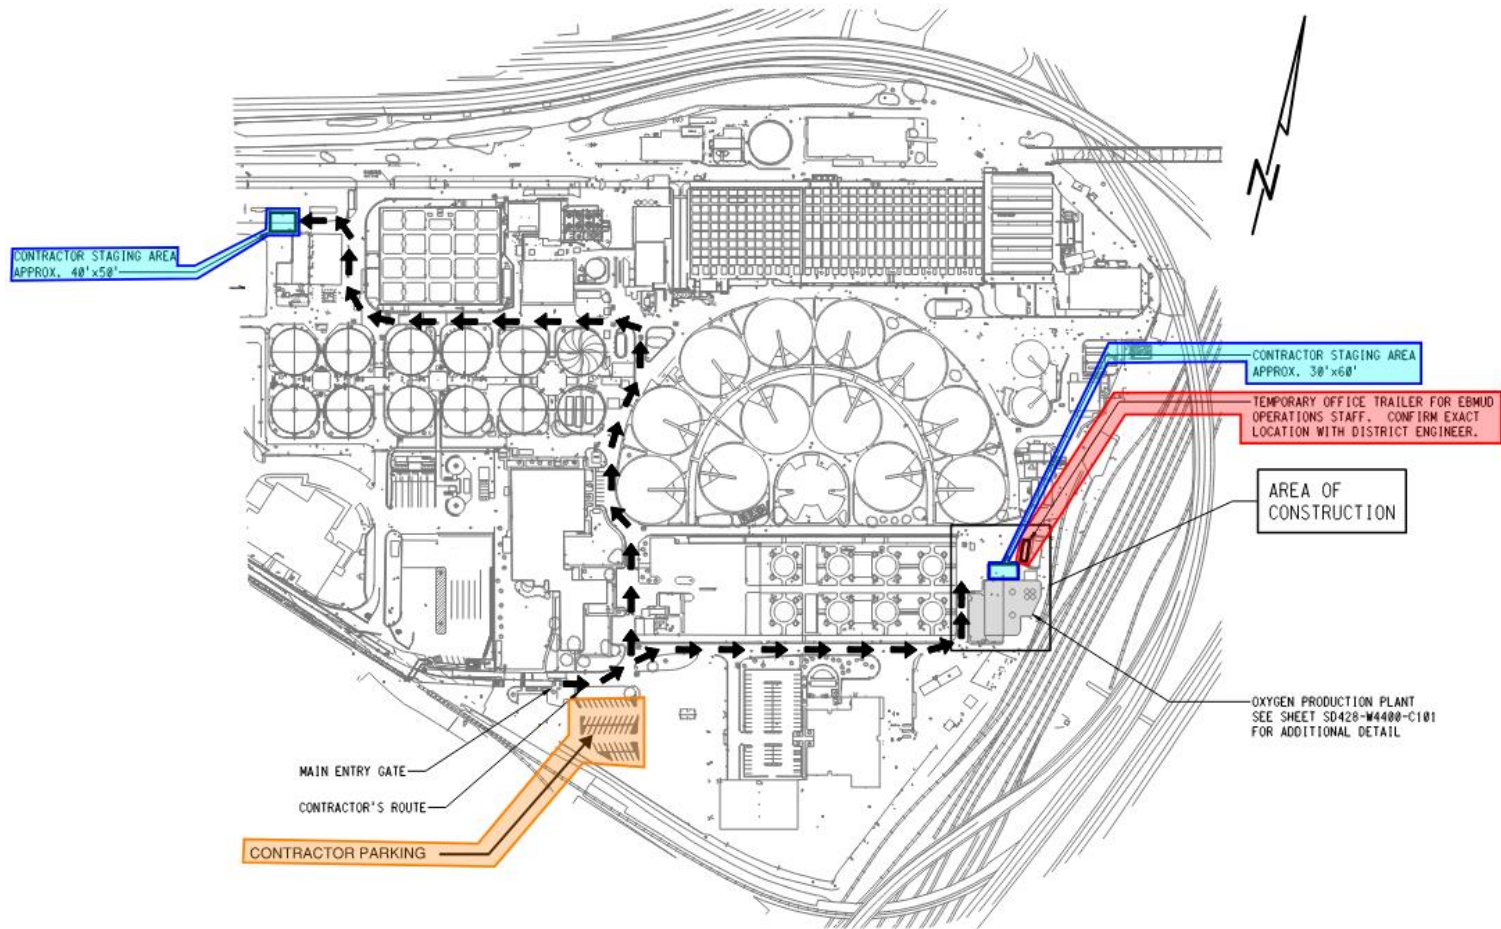 N
CONTRACTOR STAGING AREA
APPROX. 40'x50'
CONTRACTOR STAGING AREA
APPROX. 30'x60'
TEMPORARY OFFICE TRAILER FOR EBMUD
OPERATIONS STAFF. CONFIRM EXACT
LOCATION WITH DISTRICT ENGINEER.
AREA OF
CONSTRUCTION
OXYGEN PRODUCTION PLANT
SEE SHEET SD428-W4400-C101
FOR ADDITIONAL DETAIL
MAIN ENTRY GATE
CONTRACTOR'S ROUTE
CONTRACTOR PARKING